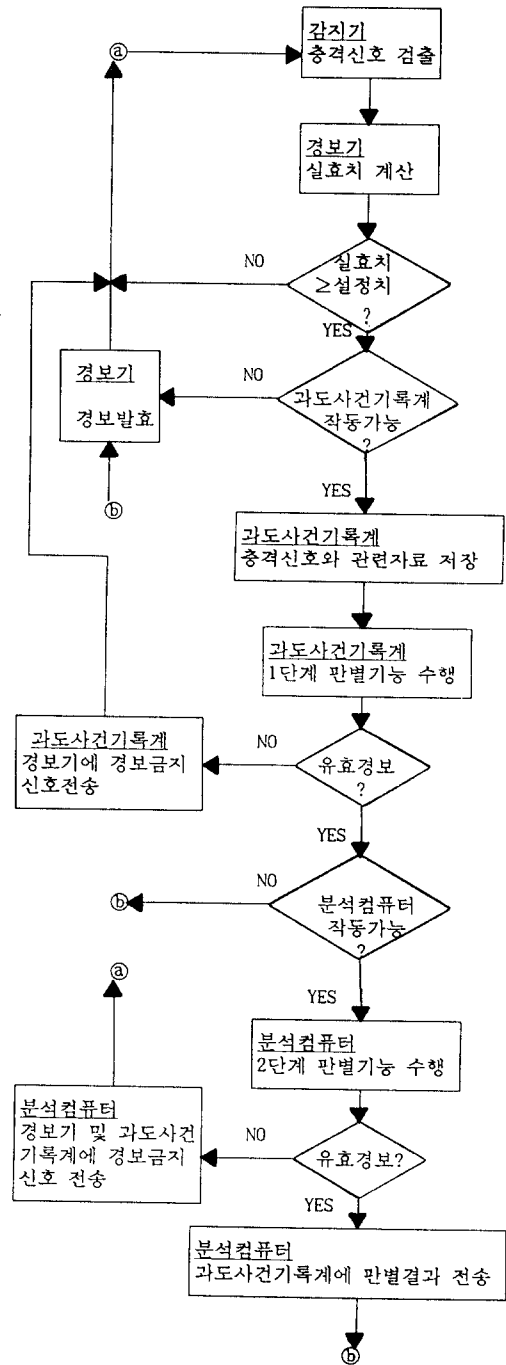 ⓐ
감지기
충격신호 검출
경보기
실효치 계산
NO
실효치
≥설정치
?
YES
경보기
경보발효
NO
과도사건기록계
작동가능
?
ⓑ
YES
과도사건기록계
충격신호와 관련자료 저장
과도사건기록계
1단계 판별기능 수행
과도사건기록계
경보기에 경보금지
신호전송
NO
유효경보
?
YES
ⓑ
NO
분석컴퓨터
작동가능
?
ⓐ
YES
분석컴퓨터
2단계 판별기능 수행
분석컴퓨터
경보기 및 과도사건
기록계에 경보금지
신호 전송
NO
유효경보?
YES
분석컴퓨터
과도사건기록계에 판별결과 전송
ⓑ